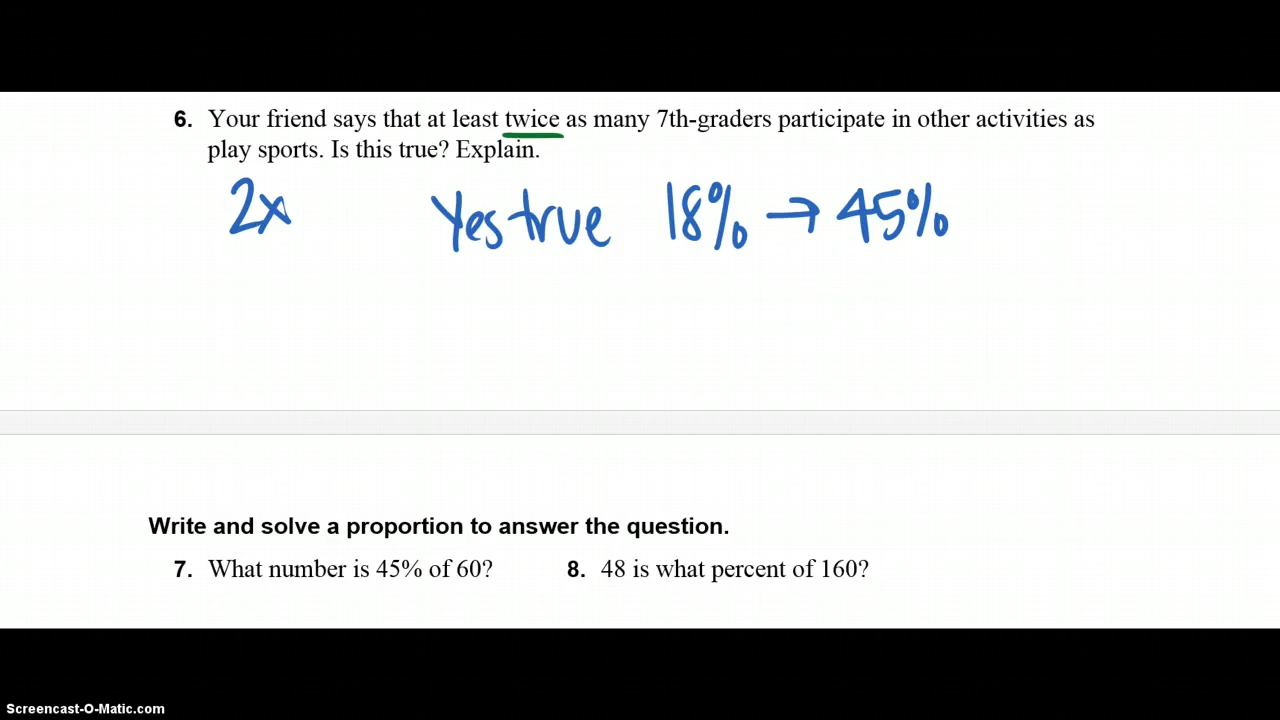 6. Your friend says that at least twice as many 7th-graders participate in other activities as
play sports. Is this true? Explain.
2x Yes true 18% → 45%
Write and solve a proportion to answer the question.
7. What number is 45% of 60? 8. 48 is what percent of 160?
Screencast-O-Matic.com